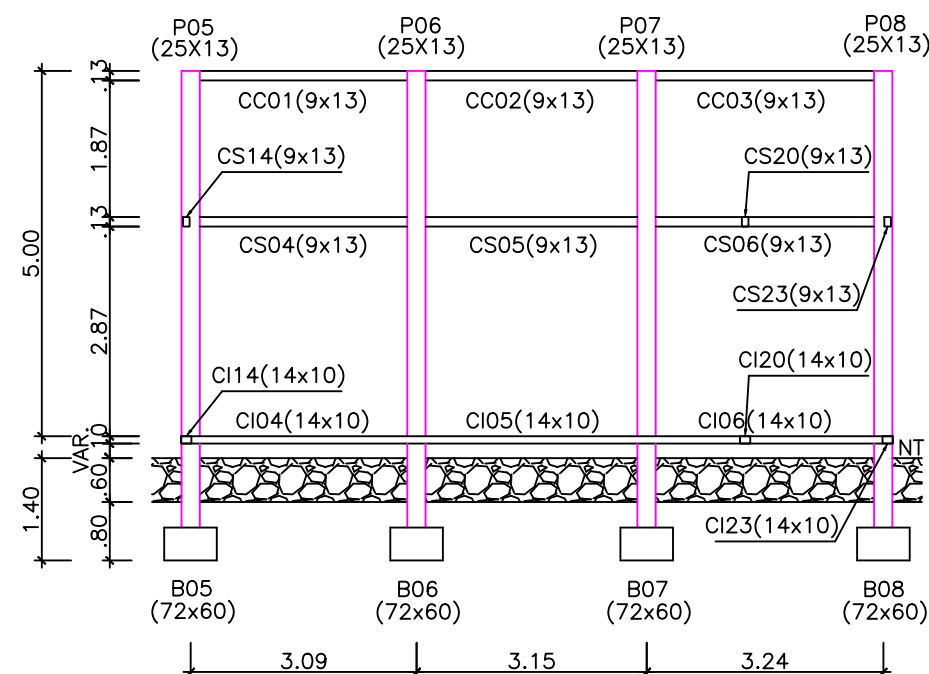 P05
(25X13)
P06
(25X13)
P07
(25X13)
P08
(25X13)
.13
CC01(9x13)
CC02(9x13)
CC03(9x13)
1.87
CS14(9x13)
CS20(9x13)
.13
CS04(9x13)
CS05(9x13)
CS06(9x13)
5.00
CS23(9x13)
2.87
CI14(14x10)
CI20(14x10)
CI04(14x10)
CI05(14x10)
CI06(14x10)
.10
VAR.
NT
.60
1.40
.80
CI23(14x10)
B05
(72x60)
B06
(72x60)
B07
(72x60)
B08
(72x60)
3.09
3.15
3.24